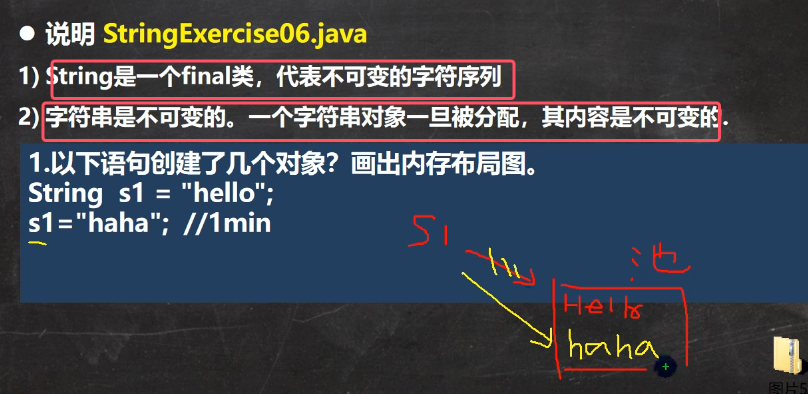 ● 说明 StringExercise06.java
1) String是一个final类，代表不可变的字符序列
2) 字符串是不可变的。一个字符串对象一旦被分配，其内容是不可变的.
1.以下语句创建了几个对象？画出内存布局图。
String s1 = "hello";
s1="haha"; //1min
S1
池
Hello
haha
图片5